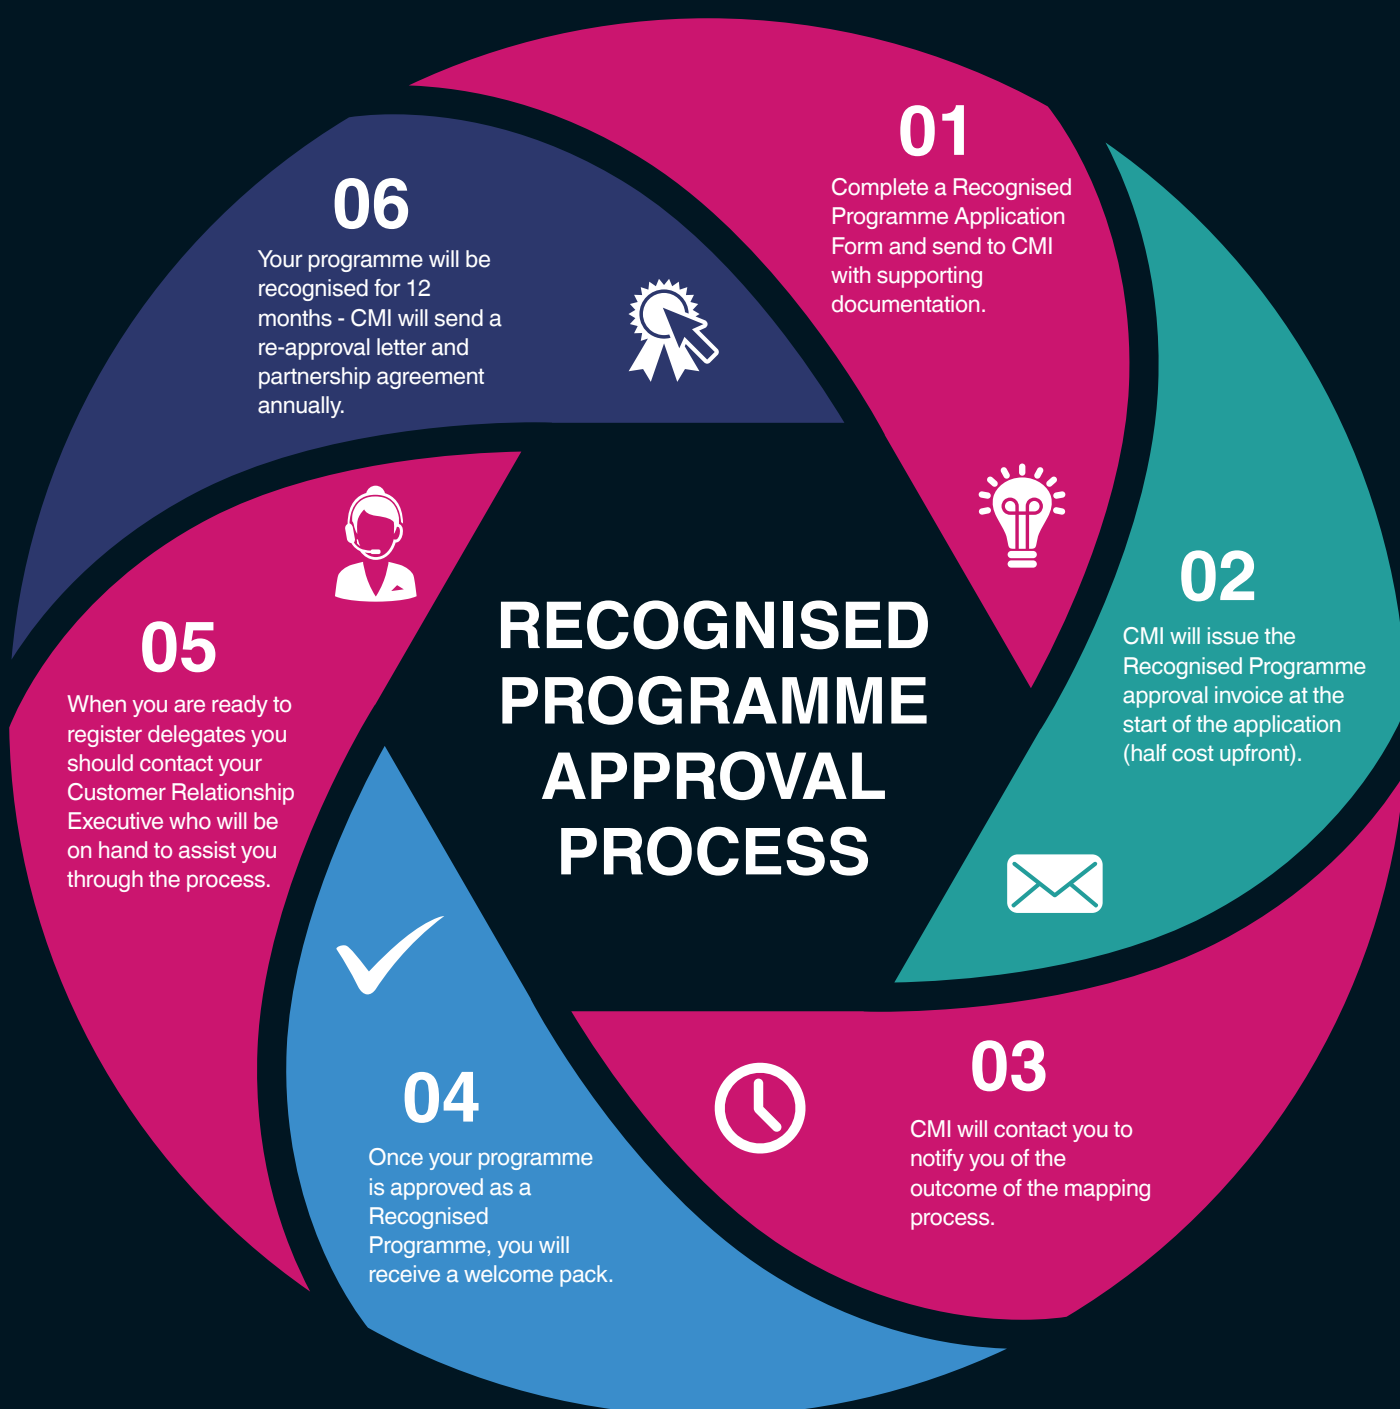 RECOGNISED
PROGRAMME
APPROVAL
PROCESS
01
Complete a Recognised
Programme Application
Form and send to CMI
with supporting
documentation.
02
CMI will issue the
Recognised Programme
approval invoice at the
start of the application
(half cost upfront).
03
CMI will contact you to
notify you of the
outcome of the mapping
process.
04
Once your programme
is approved as a
Recognised
Programme, you will
receive a welcome pack.
05
When you are ready to
register delegates you
should contact your
Customer Relationship
Executive who will be
on hand to assist you
through the process.
06
Your programme will be
recognised for 12
months - CMI will send a
re-approval letter and
partnership agreement
annually.